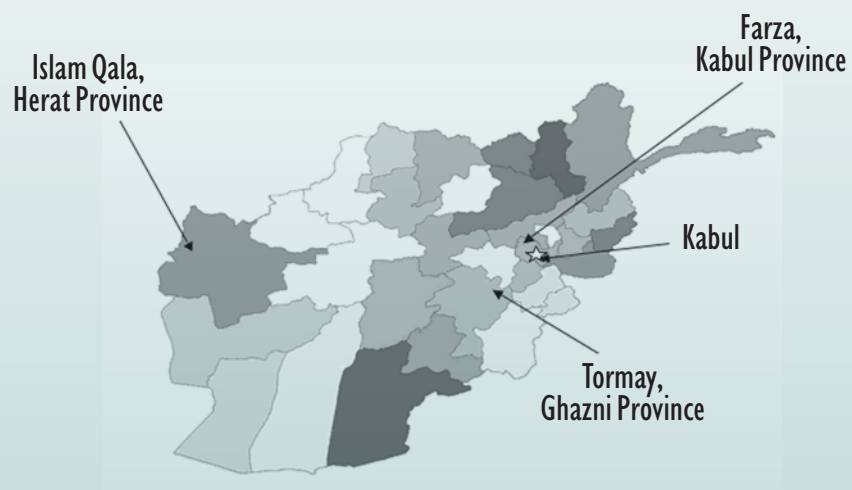 Farza,
Kabul Province
Islam Qala,
Herat Province
Kabul
Tormay,
Ghazni Province